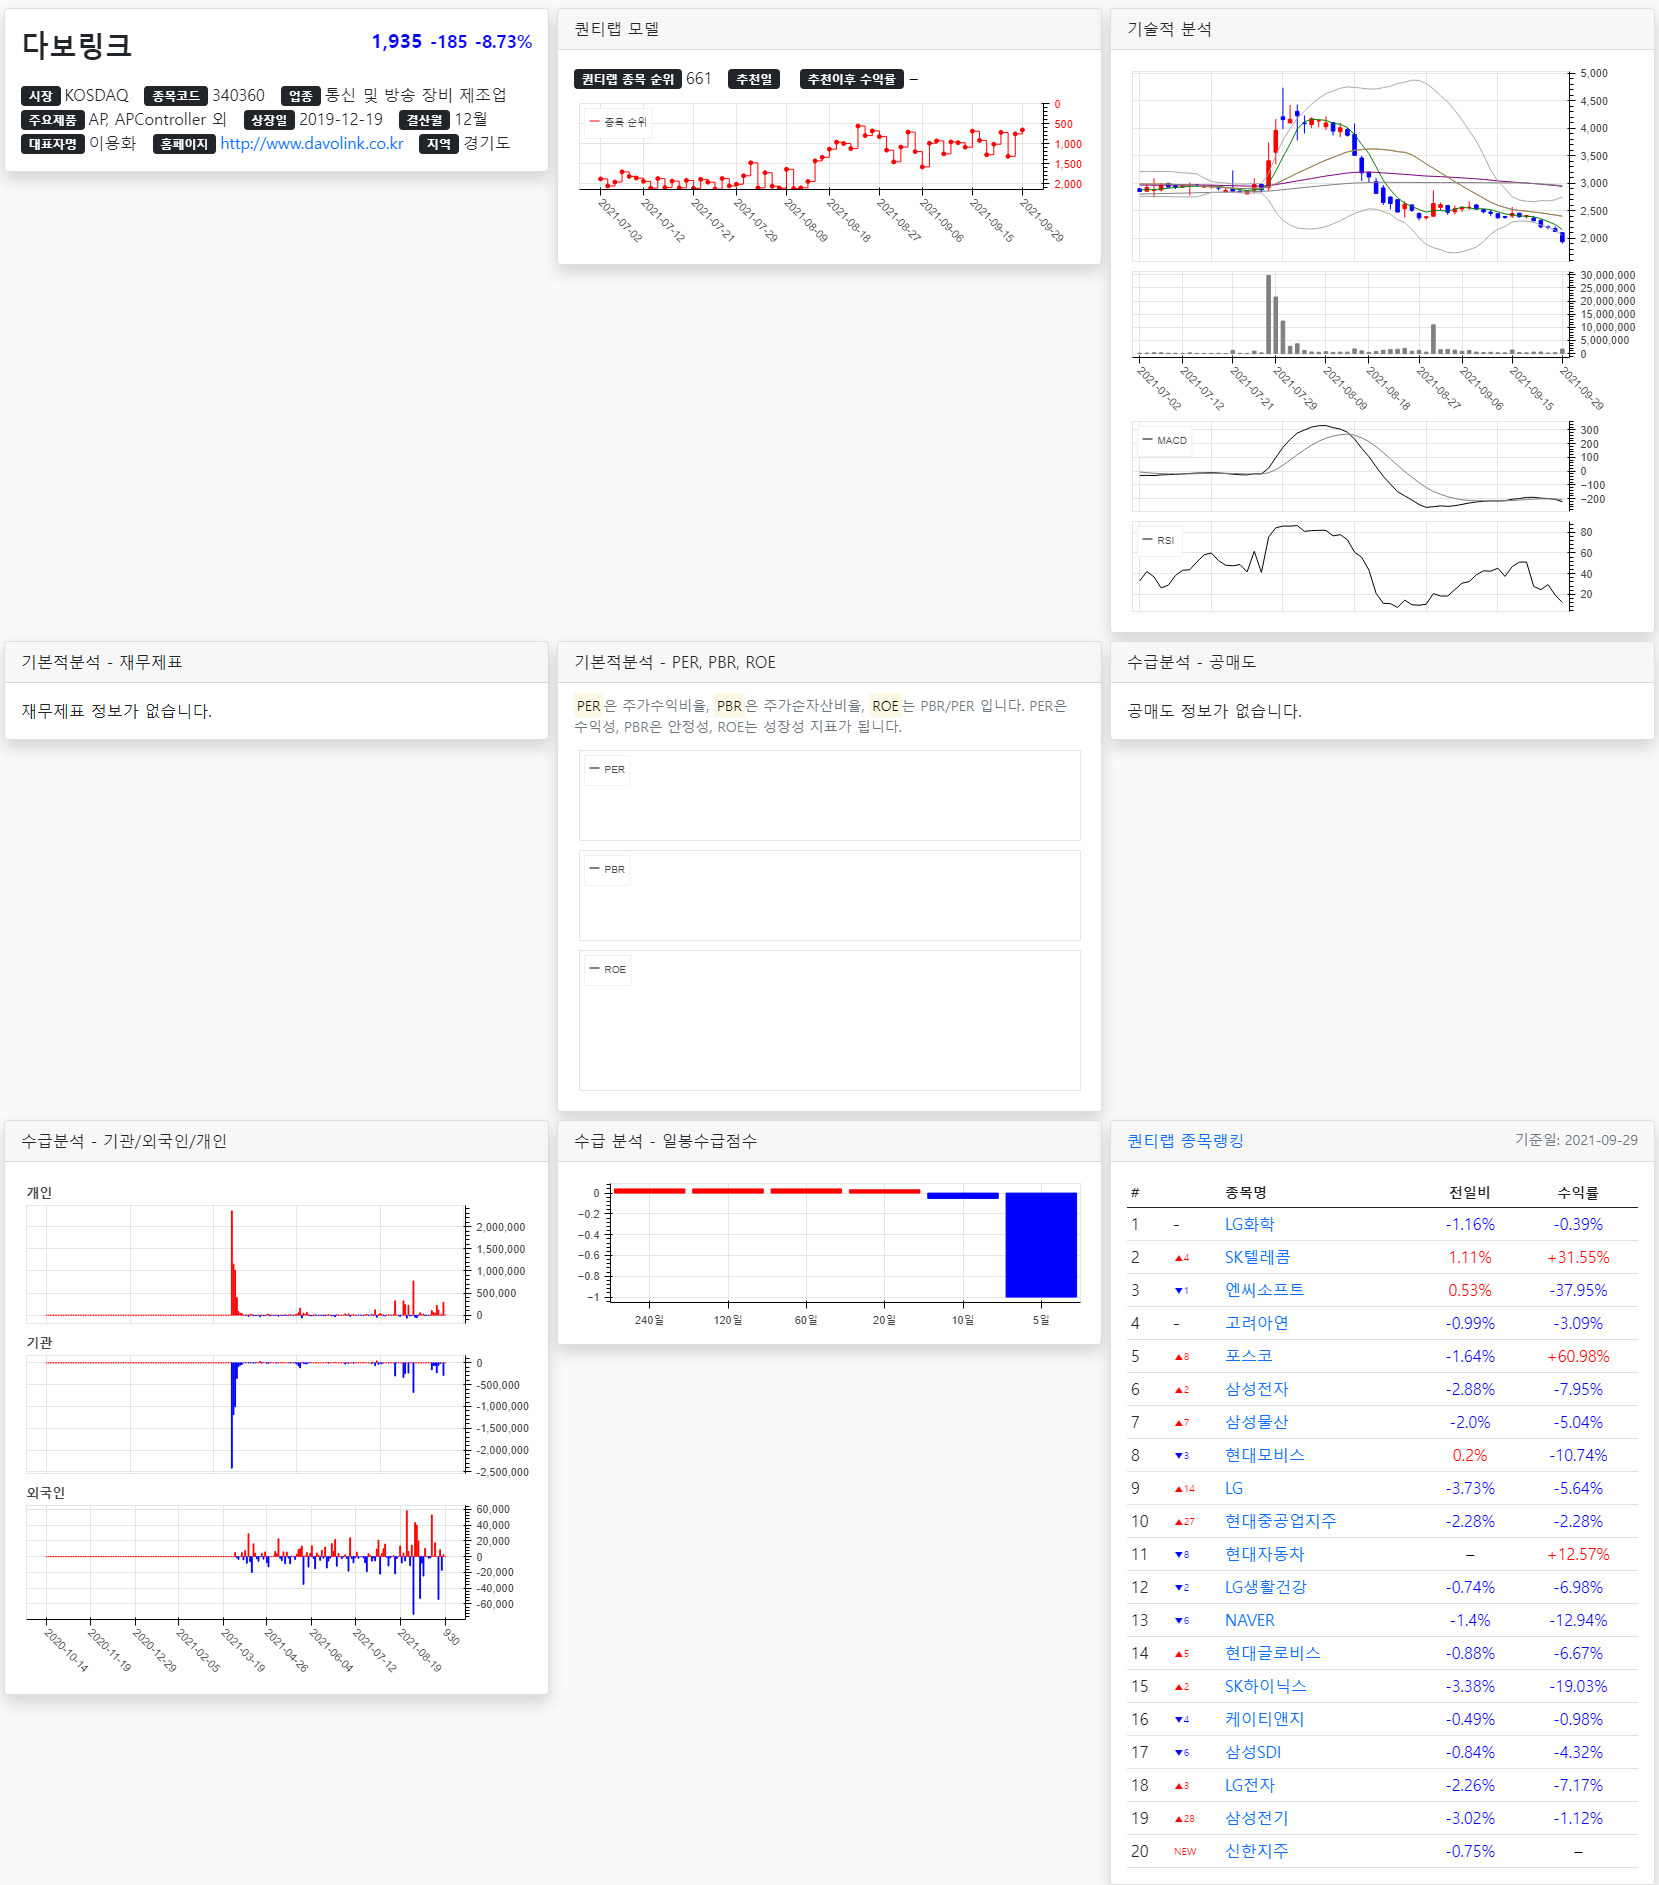 다보링크
1,935 -185 -8.73%
시장 KOSDAQ 종목코드 340360 업종 통신 및 방송 장비 제조업
주요제품 AP, APController 외 상장일 2019-12-19 결산월 12월
대표자명 이용화 홈페이지 http://www.davolink.co.kr 지역 경기도
퀀티랩 모델
퀀티랩 종목 순위 661 추천일 추천이후 수익률 –
종목 순위
0
500
1,000
1,500
2,000
2021-07-02
2021-07-12
2021-07-21
2021-07-29
2021-08-09
2021-08-18
2021-08-27
2021-09-06
2021-09-15
2021-09-29
기술적 분석
5,000
4,500
4,000
3,500
3,000
2,500
2,000
30,000,000
25,000,000
20,000,000
15,000,000
10,000,000
5,000,000
0
2021-07-02
2021-07-12
2021-07-21
2021-07-29
2021-08-09
2021-08-18
2021-08-27
2021-09-06
2021-09-15
2021-09-29
MACD
300
200
100
0
−100
−200
RSI
80
60
40
20
기본적분석 - 재무제표
재무제표 정보가 없습니다.
기본적분석 - PER, PBR, ROE
PER은 주가수익비율, PBR은 주가순자산비율, ROE는 PBR/PER 입니다. PER은
수익성, PBR은 안정성, ROE는 성장성 지표가 됩니다.
PER
PBR
ROE
수급분석 - 공매도
공매도 정보가 없습니다.
수급분석 - 기관/외국인/개인
개인
2,000,000
1,500,000
1,000,000
500,000
0
기관
0
-500,000
-1,000,000
-1,500,000
-2,000,000
-2,500,000
외국인
60,000
40,000
20,000
0
-20,000
-40,000
-60,000
2020-10-14
2020-11-19
2020-12-29
2021-02-05
2021-03-19
2021-04-26
2021-06-04
2021-07-12
2021-08-19
930
수급 분석 - 일봉수급점수
0
−0.2
−0.4
−0.6
−0.8
−1
240일 120일 60일 20일 10일 5일
퀀티랩 종목랭킹 기준일: 2021-09-29
# 종목명 전일비 수익률
1 - LG화학 -1.16% -0.39%
2 ▲4 SK텔레콤 1.11% +31.55%
3 ▼1 엔씨소프트 0.53% -37.95%
4 - 고려아연 -0.99% -3.09%
5 ▲8 포스코 -1.64% +60.98%
6 ▲2 삼성전자 -2.88% -7.95%
7 ▲7 삼성물산 -2.0% -5.04%
8 ▼3 현대모비스 0.2% -10.74%
9 ▲14 LG -3.73% -5.64%
10 ▲27 현대중공업지주 -2.28% -2.28%
11 ▼8 현대자동차 – +12.57%
12 ▼2 LG생활건강 -0.74% -6.98%
13 ▼6 NAVER -1.4% -12.94%
14 ▲5 현대글로비스 -0.88% -6.67%
15 ▲2 SK하이닉스 -3.38% -19.03%
16 ▼4 케이티앤지 -0.49% -0.98%
17 ▼6 삼성SDI -0.84% -4.32%
18 ▲3 LG전자 -2.26% -7.17%
19 ▲28 삼성전기 -3.02% -1.12%
20 NEW 신한지주 -0.75% –